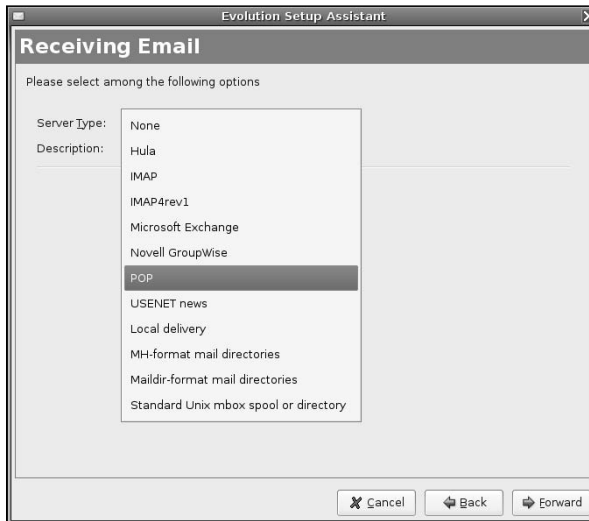 Evolution Setup Assistant
Receiving Email
Please select among the following options
Server Type:
Description:
None
Hula
IMAP
IMAP4rev1
Microsoft Exchange
Novell GroupWise
POP
USENET news
Local delivery
MH-format mail directories
Maildir-format mail directories
Standard Unix mbox spool or directory
Cancel
Back
Forward